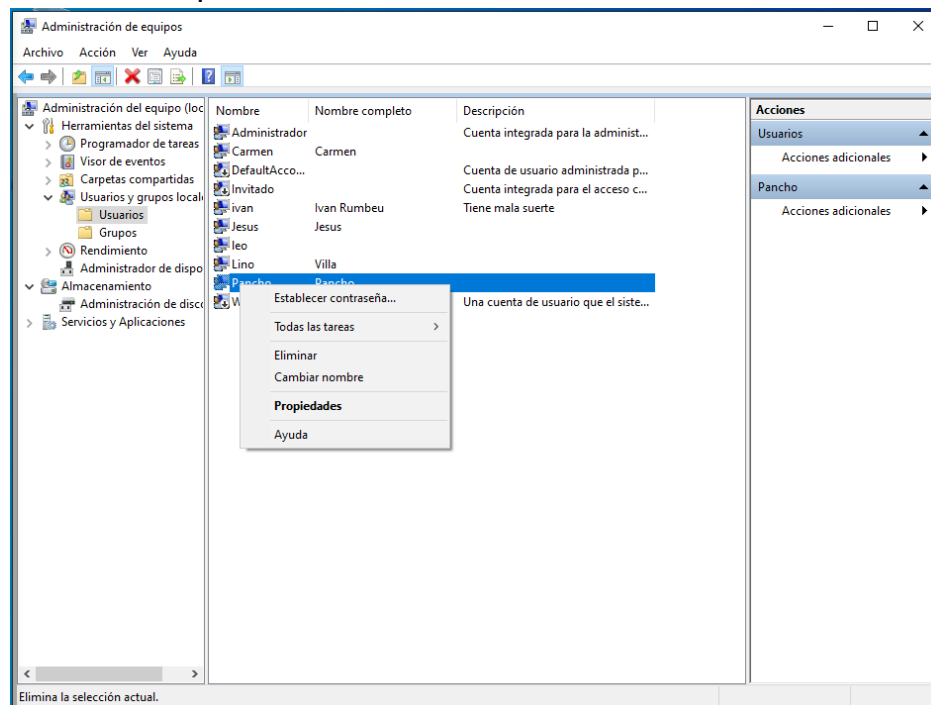 Administración de equipos
Archivo Acción Ver Ayuda
Administración del equipo (loc
Herramientas del sistema
Programador de tareas
Visor de eventos
Carpetas compartidas
Usuarios y grupos local
Usuarios
Grupos
Rendimiento
Administrador de dispo
Almacenamiento
Administración de disco
Servicios y Aplicaciones
Nombre Nombre completo Descripción
Administrador Cuenta integrada para la administ...
Carmen Carmen
DefaultAcco... Cuenta de usuario administrada p...
Invitado Cuenta integrada para el acceso c...
ivan Ivan Rumbeu Tiene mala suerte
Jesus Jesus
leo
Lino Villa
Pancho Pancho
W Una cuenta de usuario que el siste...
Establecer contraseña...
Todas las tareas
Eliminar
Cambiar nombre
Propiedades
Ayuda
Acciones
Usuarios
Acciones adicionales
Pancho
Acciones adicionales
Elimina la selección actual.